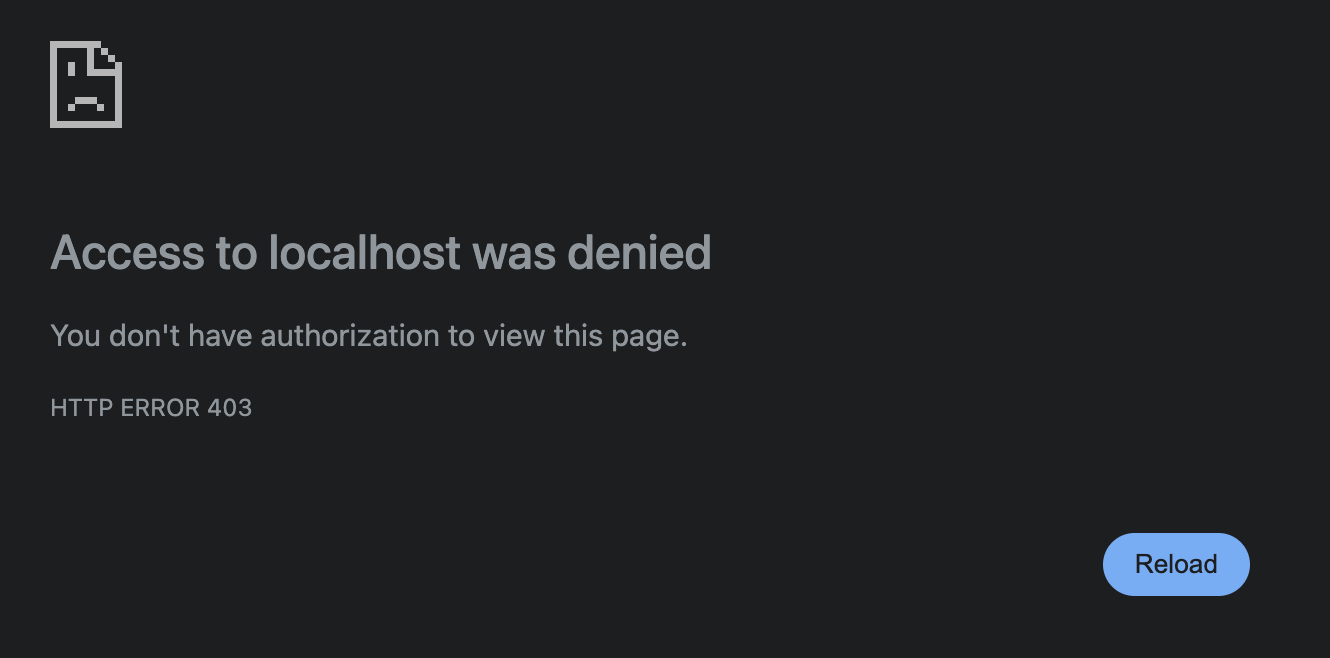 Access to localhost was denied
You don't have authorization to view this page.
HTTP ERROR 403
Reload